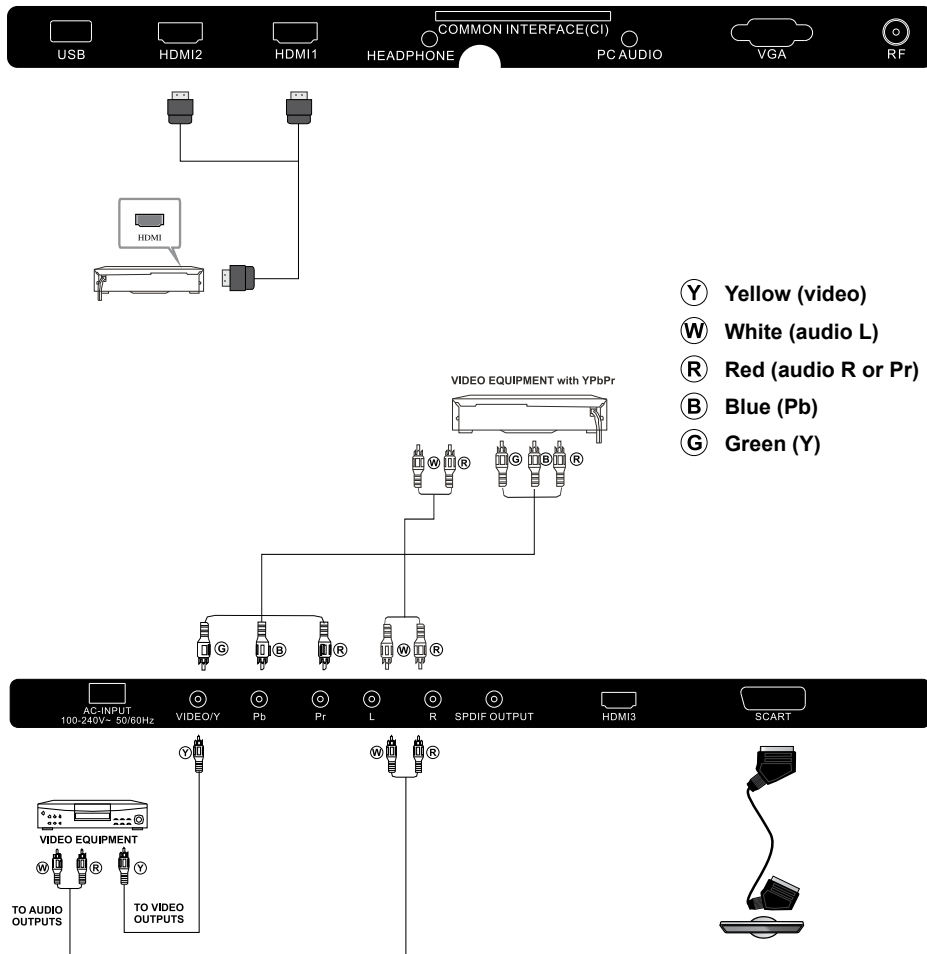 COMMON INTERFACE(CI)
USB
HDMI2
HDMI1
HEADPHONE
PC AUDIO
VGA
RF
HDMI
Y Yellow (video)
W White (audio L)
R Red (audio R or Pr)
B Blue (Pb)
G Green (Y)
VIDEO EQUIPMENT with YPbPr
W
R
G
B
R
G
B
R
W
R
AC-INPUT
100-240V~ 50/60Hz
VIDEO/Y
Pb
Pr
L
R
SPDIF OUTPUT
HDMI3
SCART
Y
W
R
VIDEO EQUIPMENT
W
R
Y
TO AUDIO
OUTPUTS
TO VIDEO
OUTPUTS